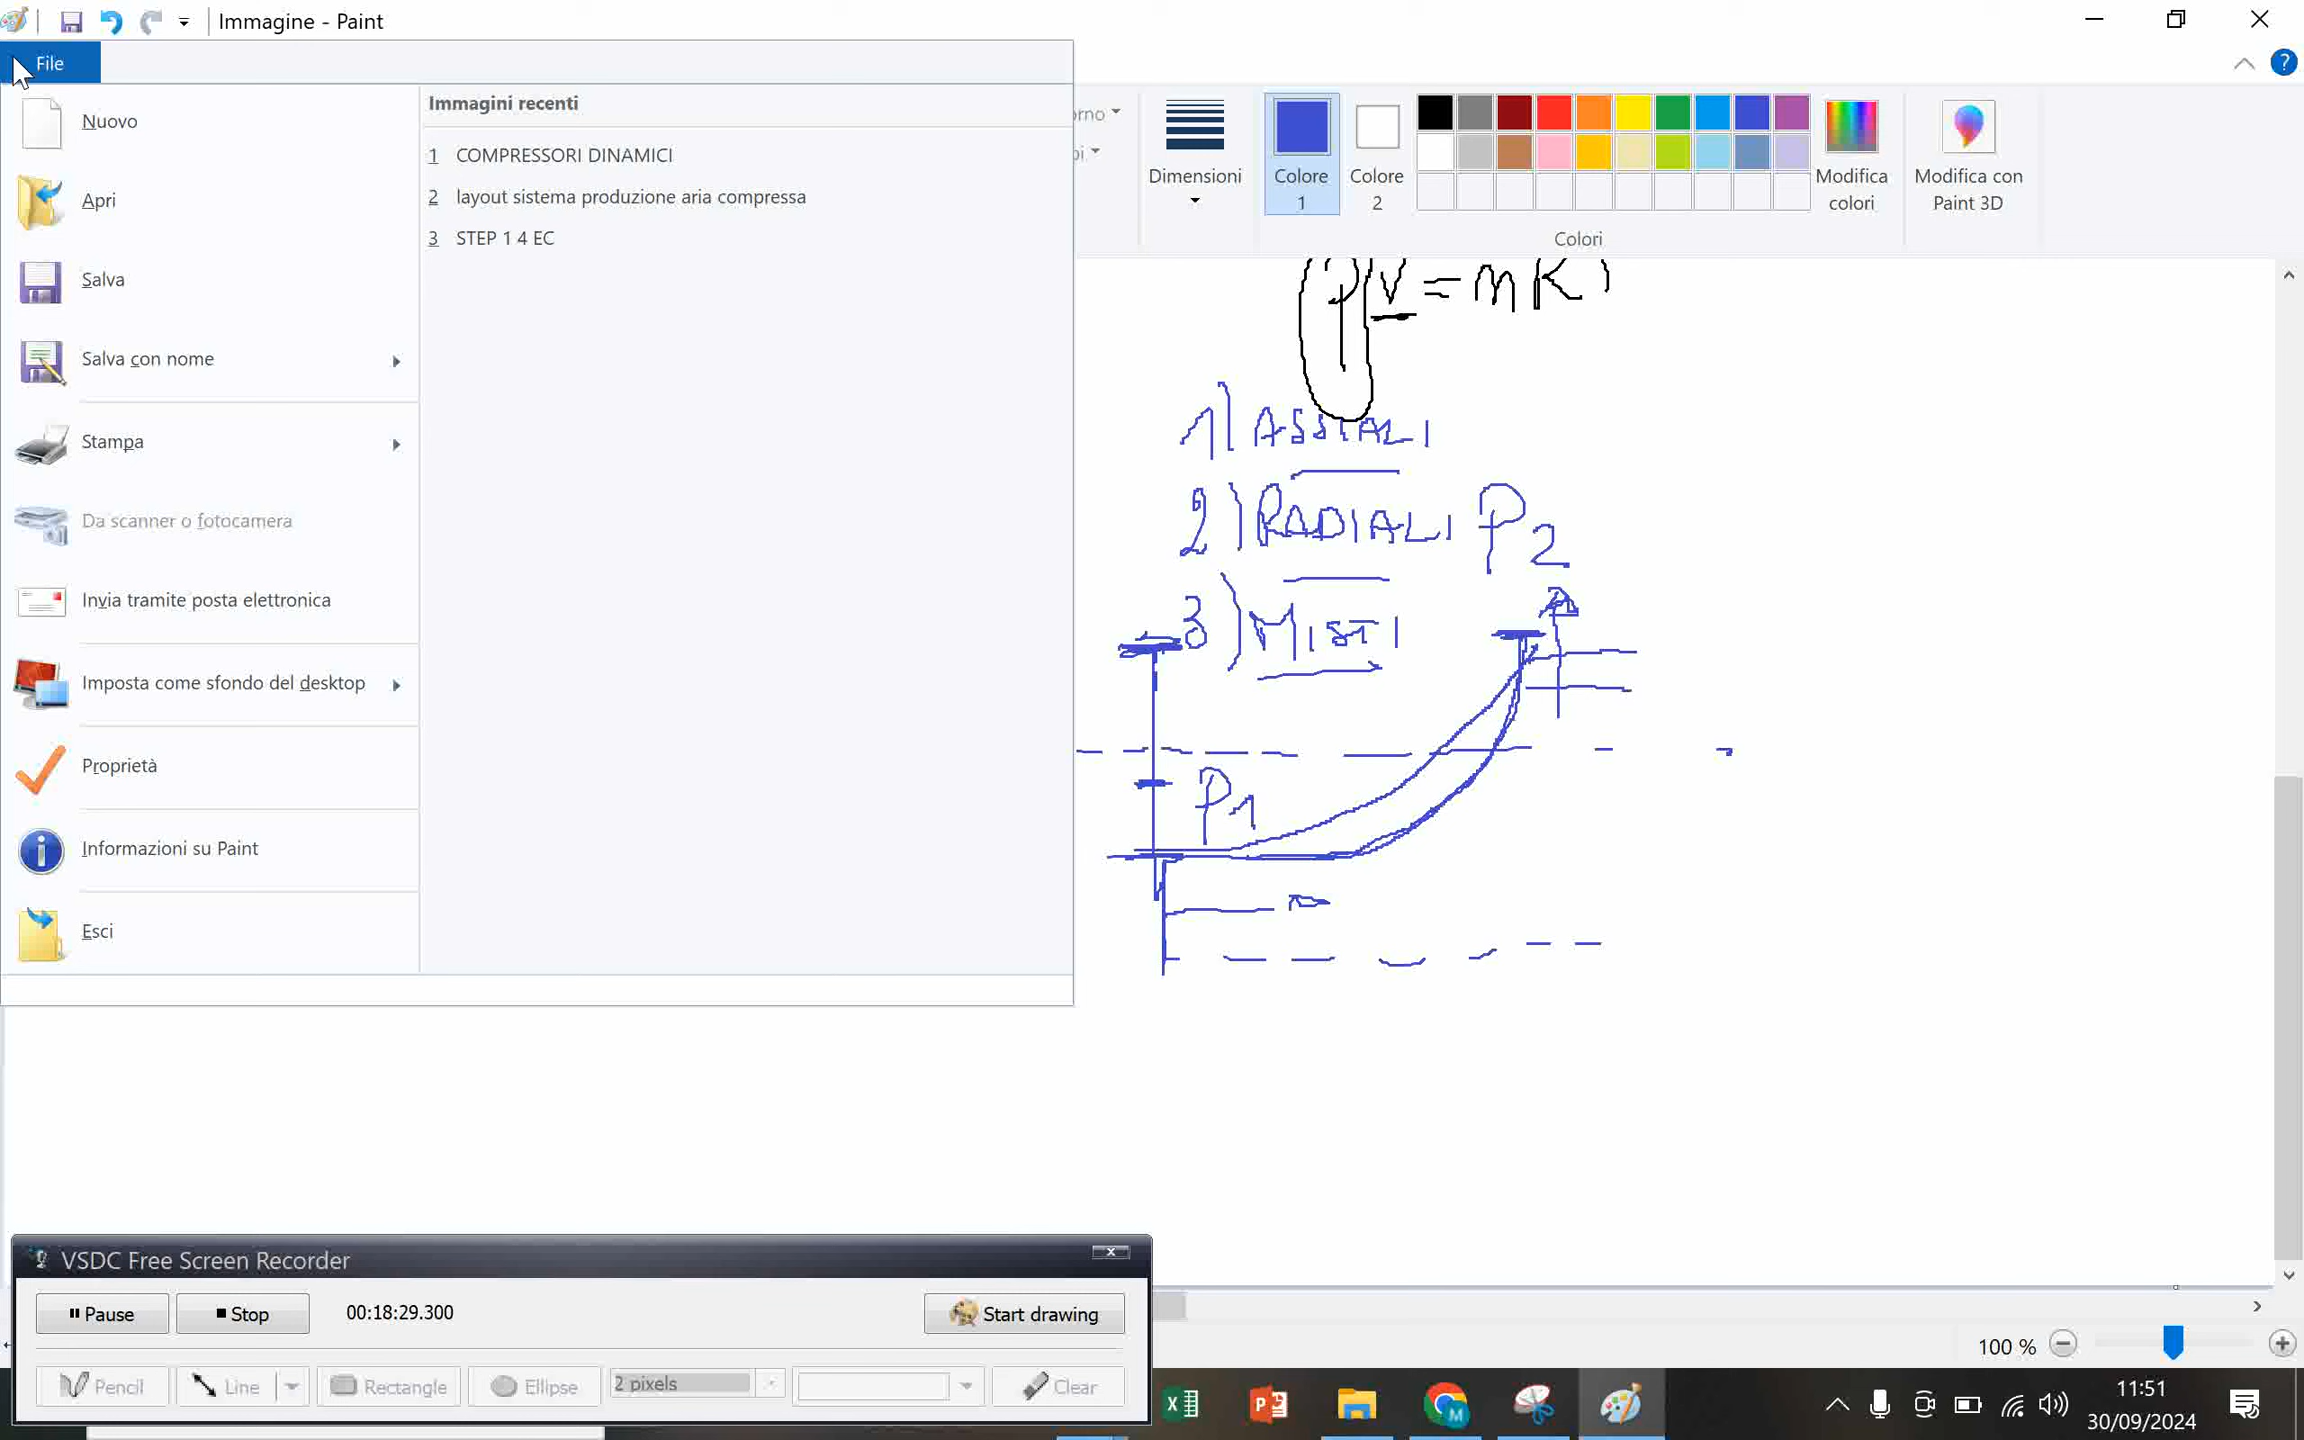 Immagine - Paint
File
Nuovo
Apri
Salva
Salva con nome
Stampa
Da scanner o fotocamera
Invia tramite posta elettronica
Imposta come sfondo del desktop
Proprietà
Informazioni su Paint
Esci
Immagini recenti
1 COMPRESSORI DINAMICI
2 layout sistema produzione aria compressa
3 STEP 1 4 EC
Dimensioni
Colore 1
Colore 2
Modifica colori
Modifica con Paint 3D
Colori
1) ASSIALI
2) RADIALI P2
3) MISTI
P1
VSDC Free Screen Recorder
Pause
Stop
00:18:29.300
Start drawing
Pencil
Line
Rectangle
Ellipse
2 pixels
Clear
100 %
11:51
30/09/2024